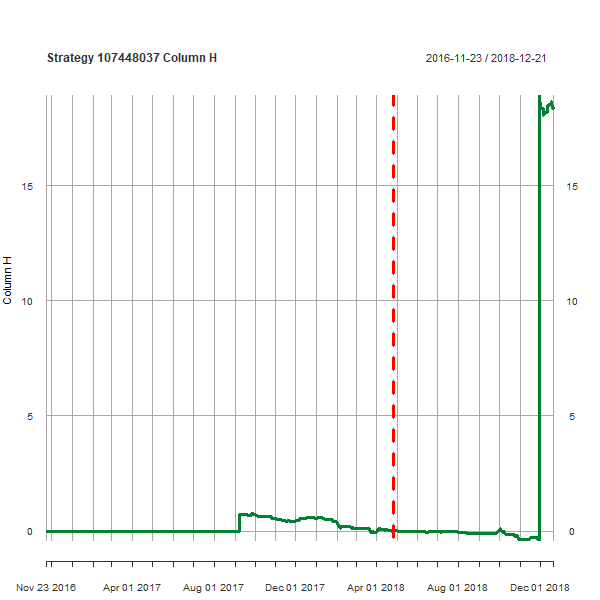 Strategy 107448037 Column H
2016-11-23 / 2018-12-21
Column H
15
15
10
10
5
5
0
0
Nov 23 2016
Apr 01 2017
Aug 01 2017
Dec 01 2017
Apr 01 2018
Aug 01 2018
Dec 01 2018